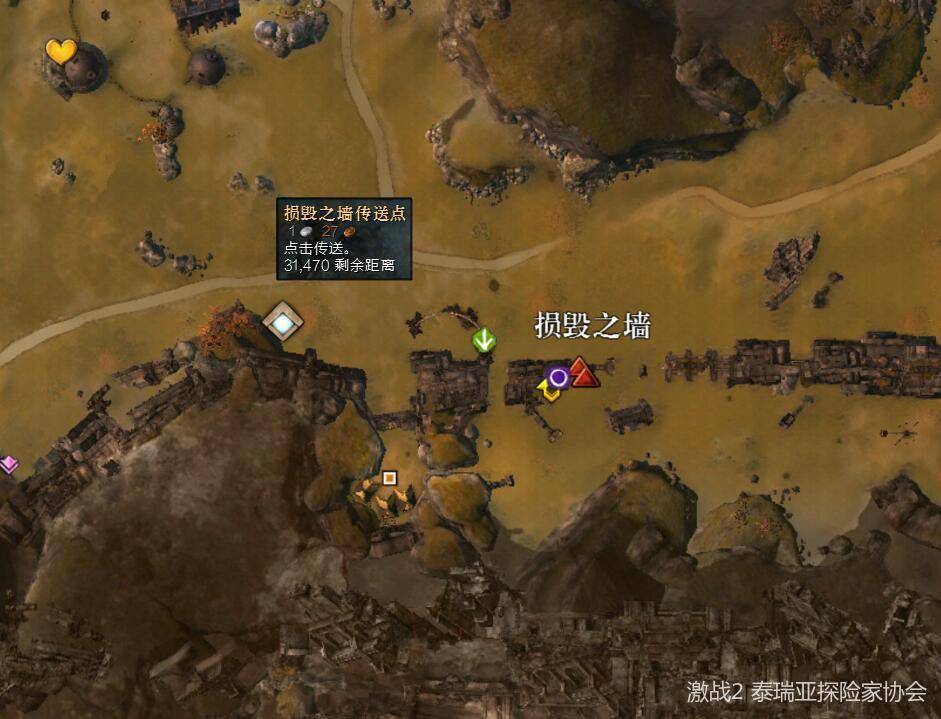 损毁之墙传送点
1 27
点击传送。
31,470 剩余距离
损毁之墙
激战2 泰瑞亚探险家协会